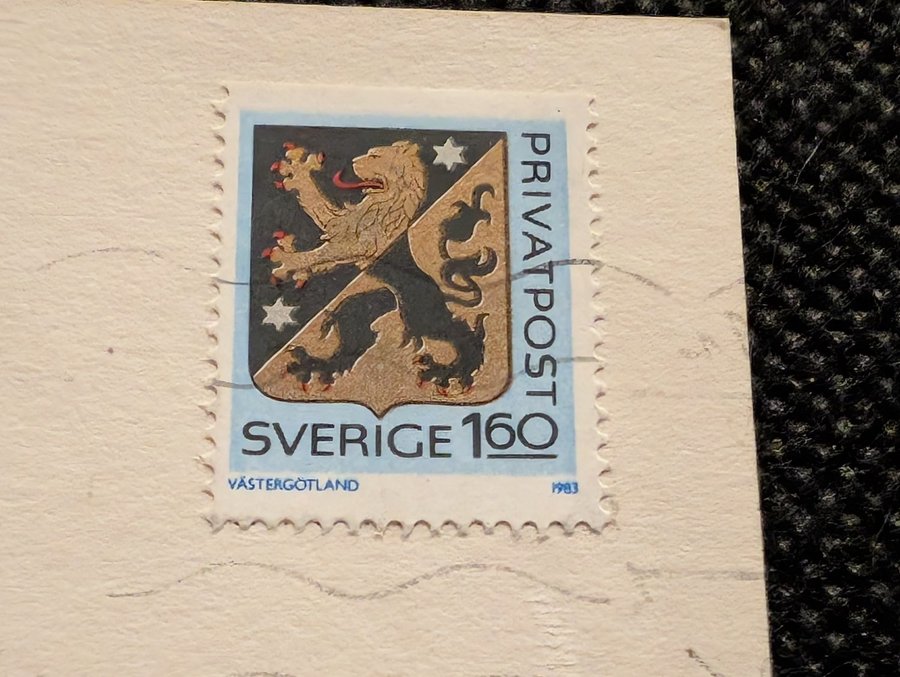 PRIVATPOST
SVERIGE 160
VÄSTERGÖTLAND 1983